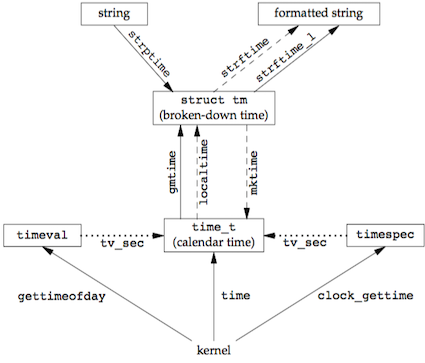 string
formatted string
strptime
strftime
strftime_l
struct tm
(broken-down time)
gmtime
localtime
mktime
timeval
tv_sec
time_t
(calendar time)
tv_sec
timespec
gettimeofday
time
clock_gettime
kernel